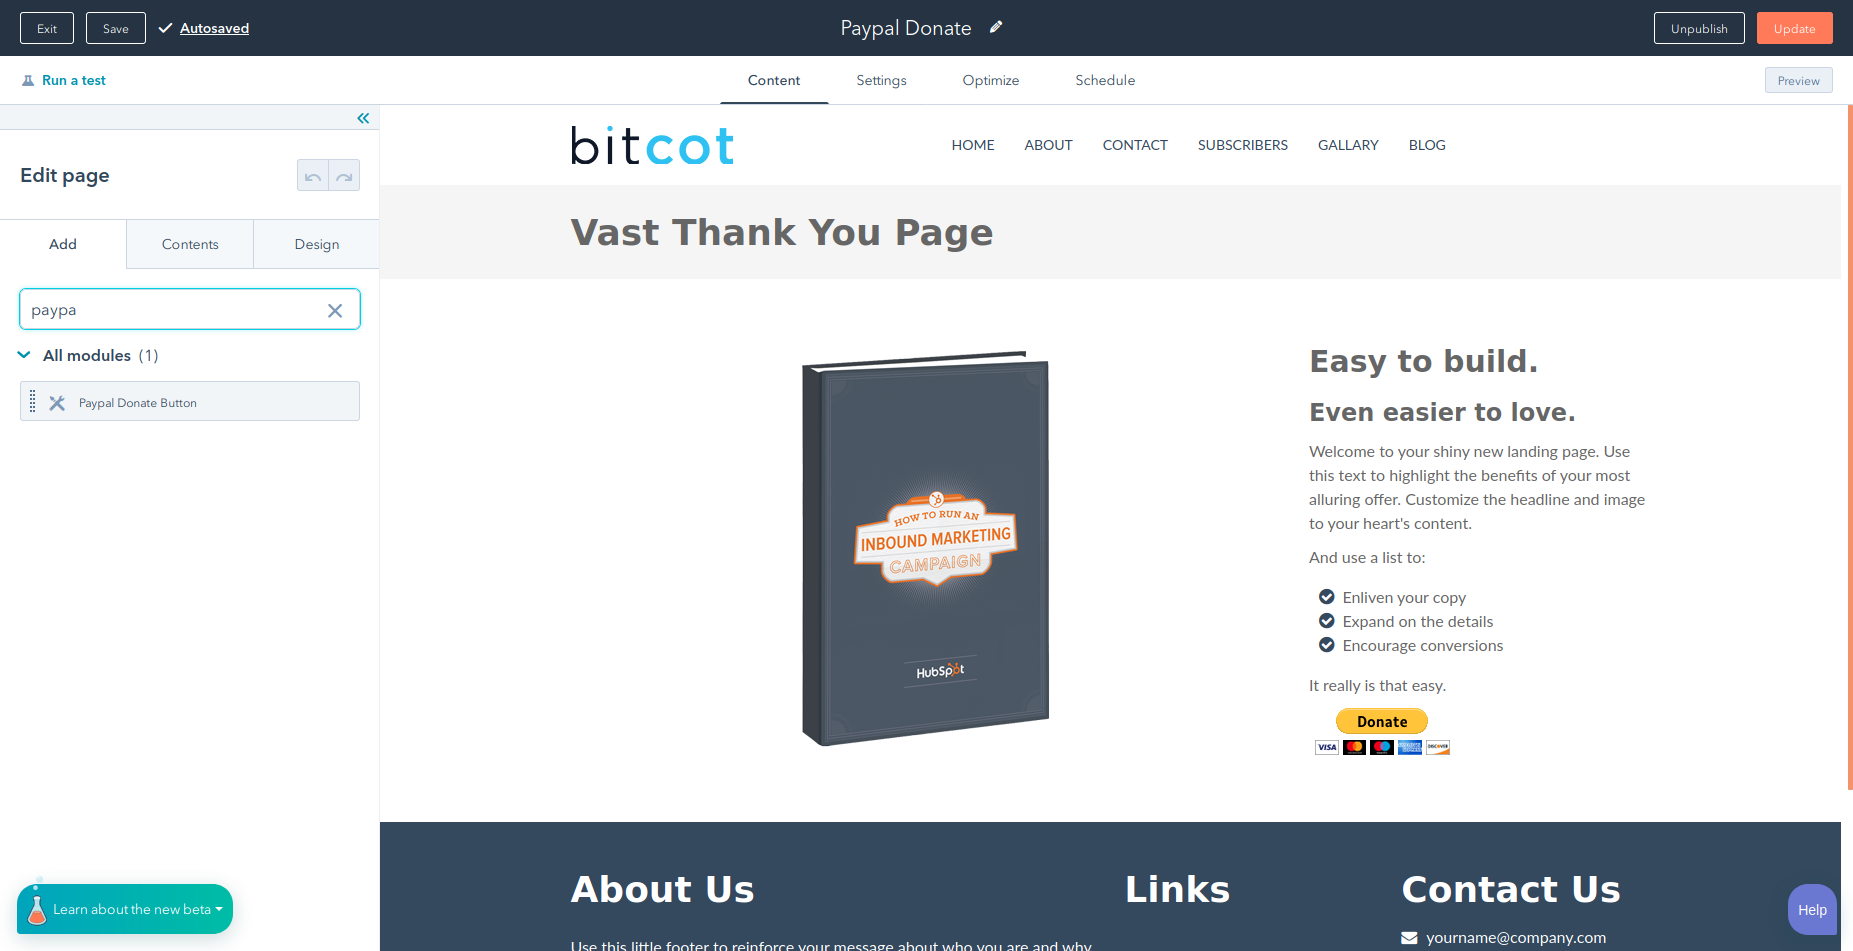 Exit
Save
Autosaved
Paypal Donate
Unpublish
Update
Run a test
Content
Settings
Optimize
Schedule
Preview
Edit page
Add
Contents
Design
paypa
All modules (1)
Paypal Donate Button
Learn about the new beta
bitcot
HOME
ABOUT
CONTACT
SUBSCRIBERS
GALLARY
BLOG
Vast Thank You Page
HOW TO RUN AN
INBOUND MARKETING
CAMPAIGN
HubSpot
Easy to build.
Even easier to love.
Welcome to your shiny new landing page. Use
this text to highlight the benefits of your most
alluring offer. Customize the headline and image
to your heart's content.
And use a list to:
Enliven your copy
Expand on the details
Encourage conversions
It really is that easy.
Donate
VISA
DISCOVER
About Us
Use this little footer to reinforce your message about who you are and why
Links
Contact Us
yourname@company.com
Help